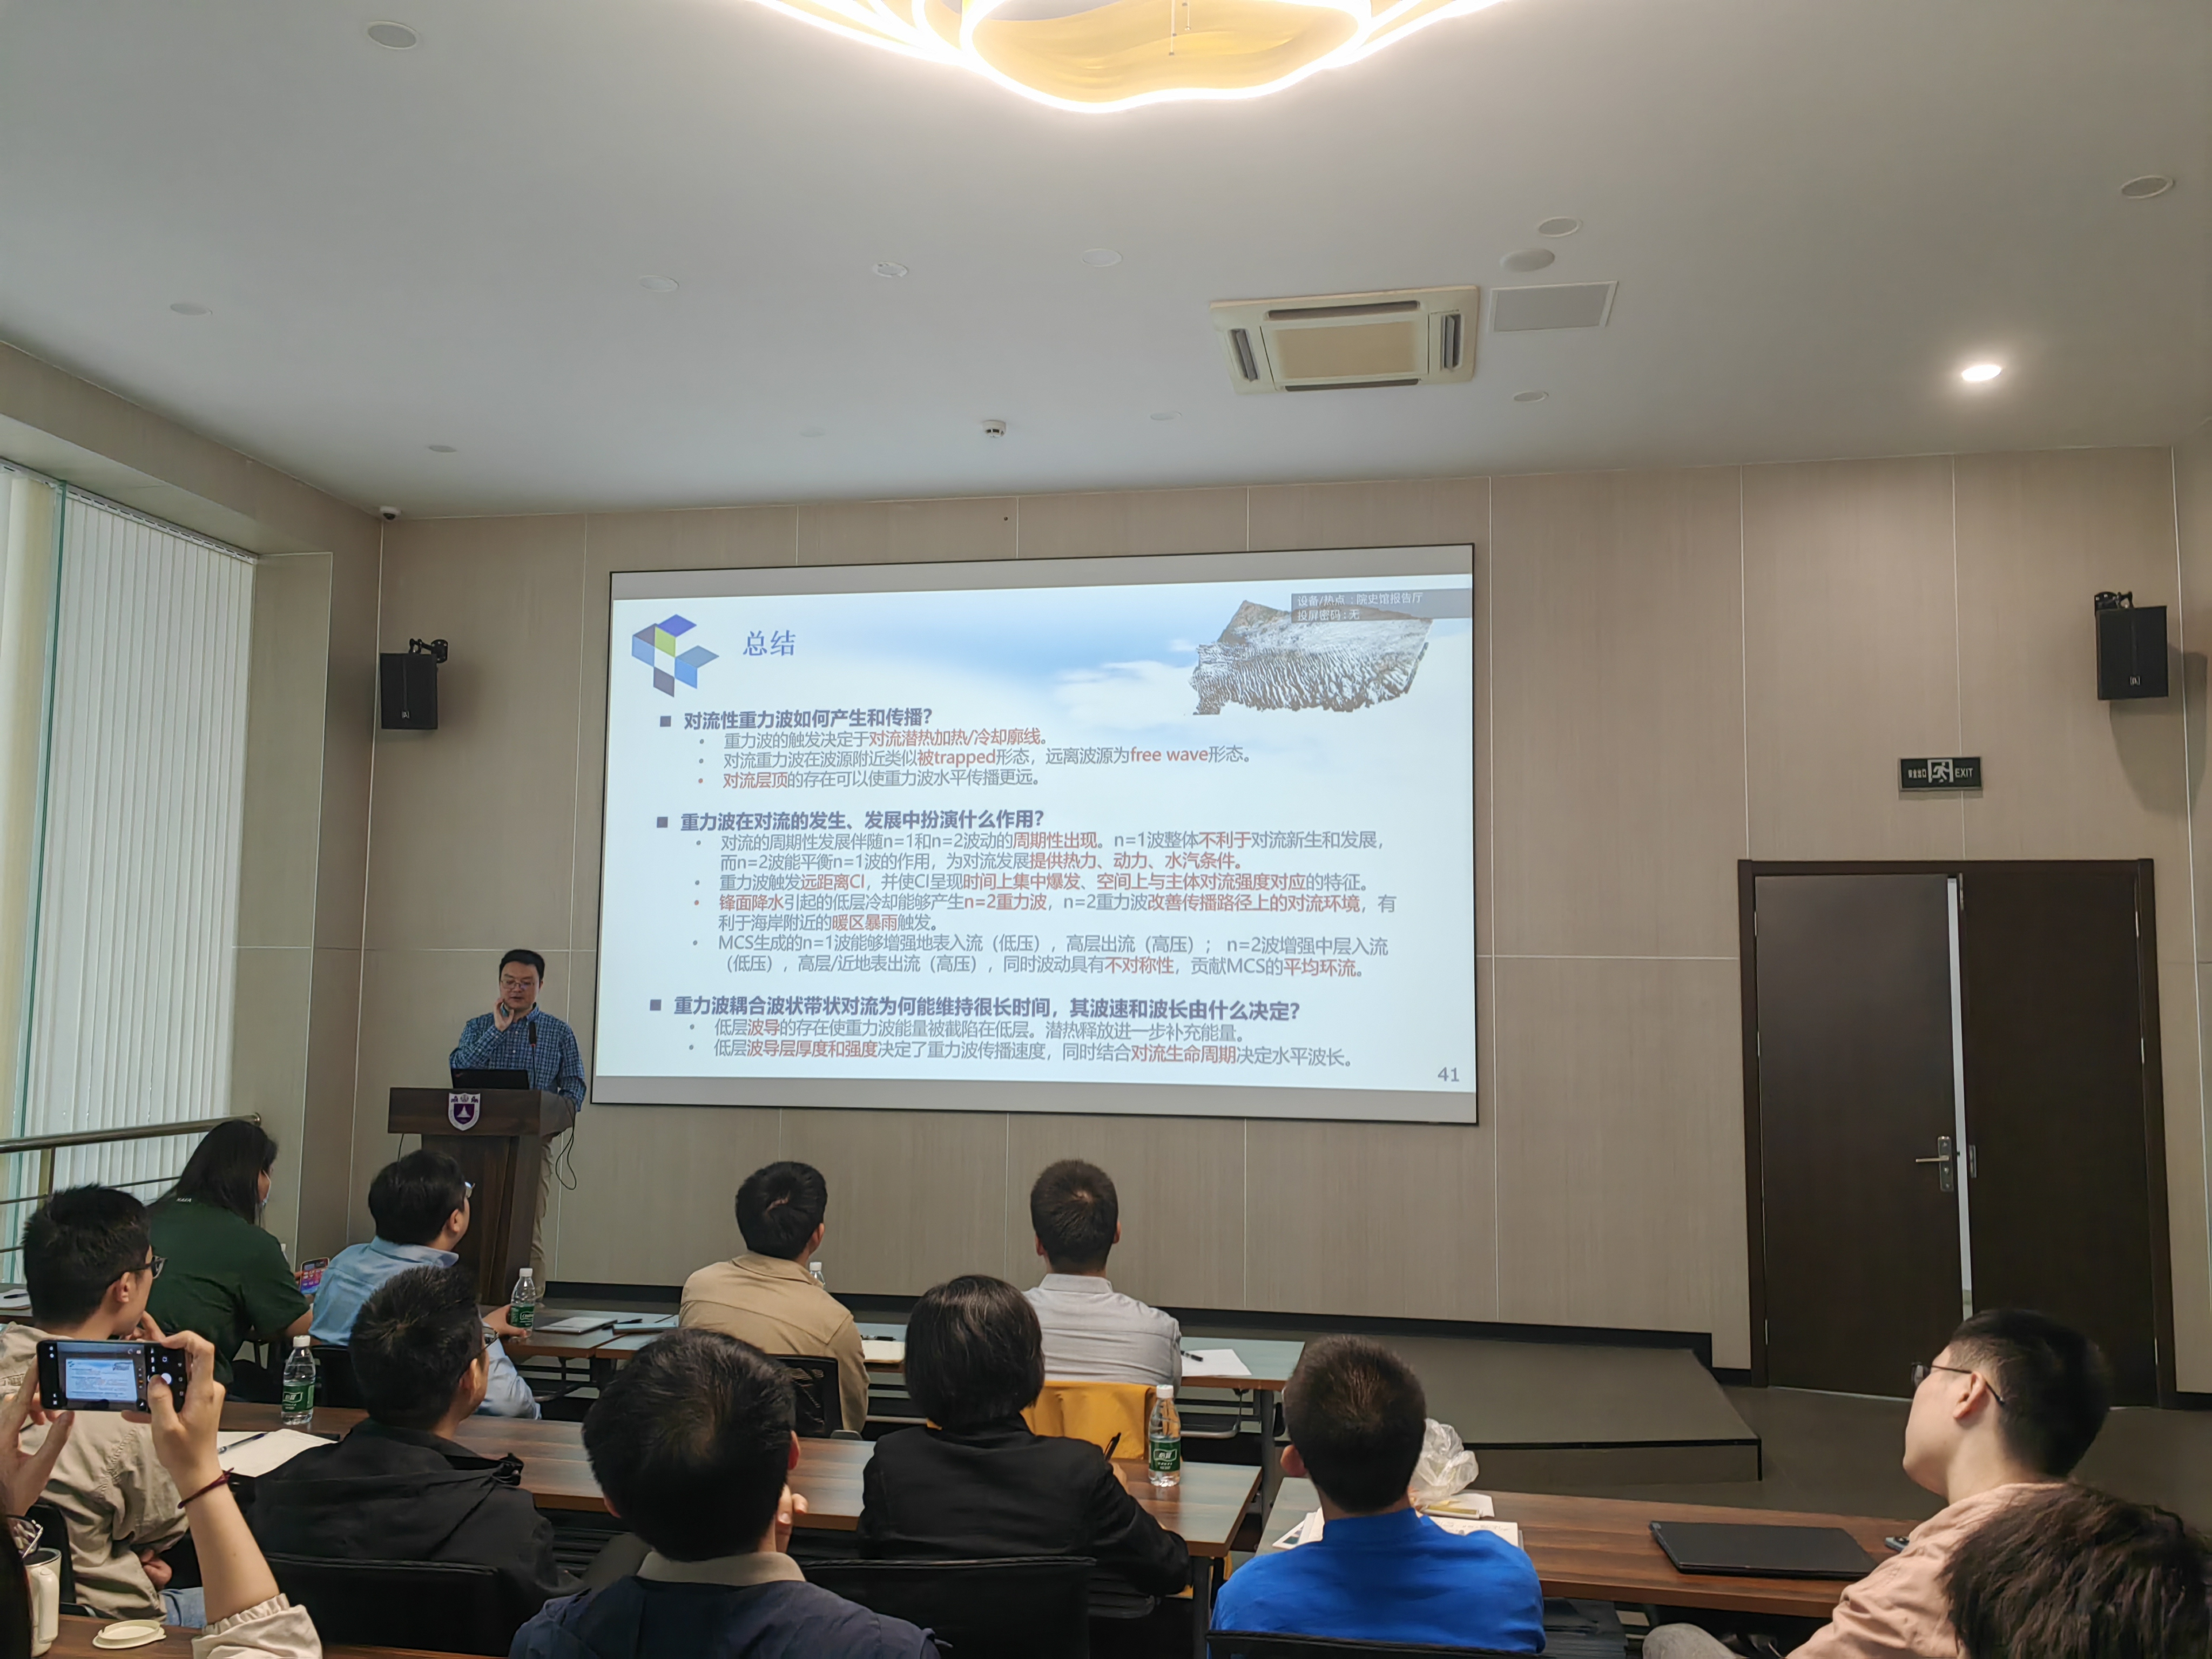 设备/热点：院史馆报告厅
投屏密码：无
总结
■ 对流性重力波如何产生和传播？
• 重力波的触发决定于对流潜热加热/冷却廓线。
• 对流重力波在波源附近类似被trapped形态，远离波源为free wave形态。
• 对流层顶的存在可以使重力波水平传播更远。
■ 重力波在对流的发生、发展中扮演什么作用？
• 对流的周期性发展伴随n=1和n=2波动的周期性出现。n=1波整体不利于对流新生和发展，
而n=2波能平衡n=1波的作用，为对流发展提供热力、动力、水汽条件。
• 重力波触发远距离CI，并使CI呈现时间上集中爆发、空间上与主体对流强度对应的特征。
• 锋面降水引起的低层冷却能够产生n=2重力波，n=2重力波改善传播路径上的对流环境，有
利于海岸附近的暖区暴雨触发。
• MCS生成的n=1波能够增强地表入流（低压），高层出流（高压）； n=2波增强中层入流
（低压），高层/近地表出流（高压），同时波动具有不对称性，贡献MCS的平均环流。
■ 重力波耦合波状带状对流为何能维持很长时间，其波速和波长由什么决定？
• 低层波导的存在使重力波能量被截陷在低层。潜热释放进一步补充能量。
• 低层波导层厚度和强度决定了重力波传播速度，同时结合对流生命周期决定水平波长。
41
安全出口 EXIT